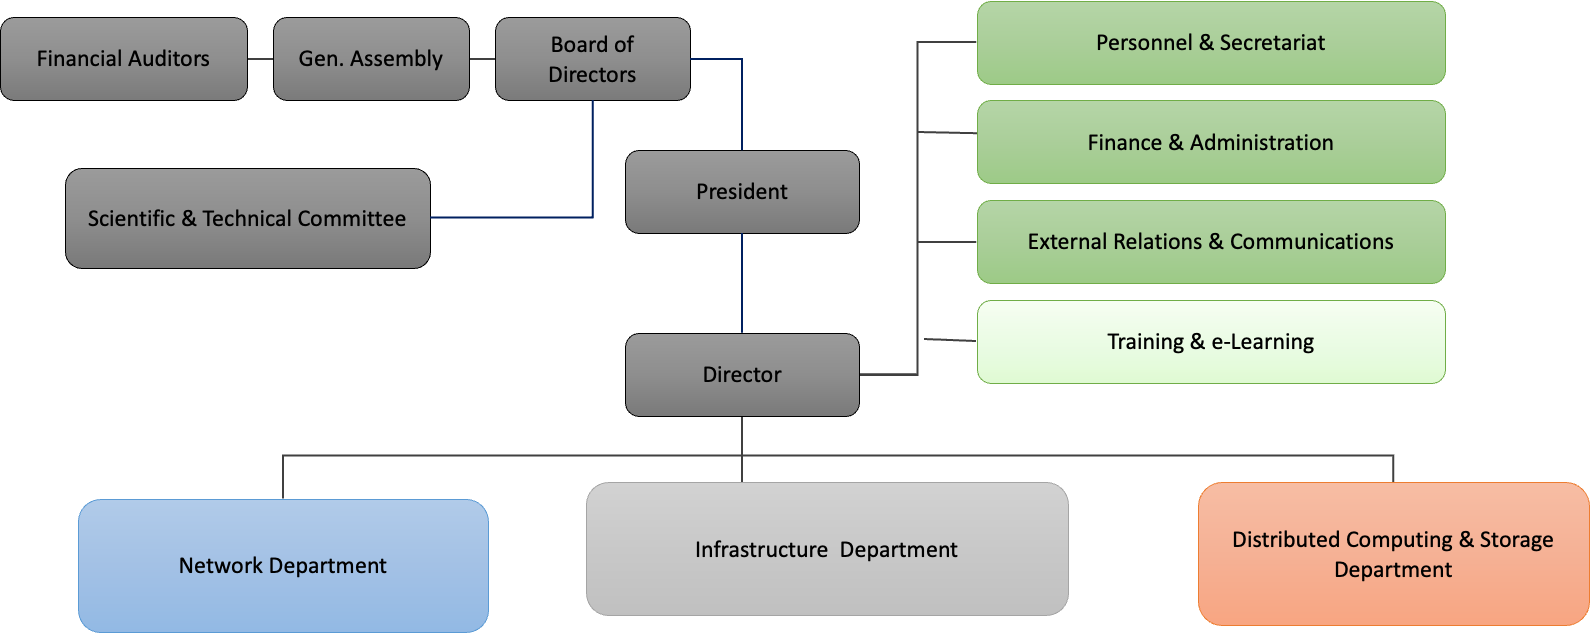 Financial Auditors
Gen. Assembly
Board of
Directors
Personnel & Secretariat
Finance & Administration
President
Scientific & Technical Committee
External Relations & Communications
Training & e-Learning
Director
Network Department
Infrastructure  Department
Distributed Computing & Storage
Department